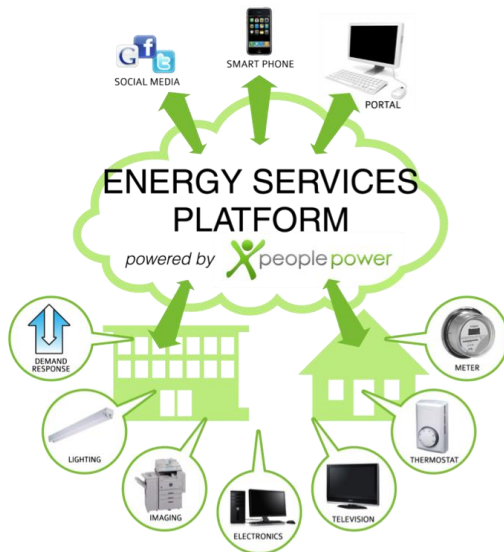 G f t
SOCIAL MEDIA
SMART PHONE
PORTAL
ENERGY SERVICES
PLATFORM
powered by people power
DEMAND
RESPONSE
METER
LIGHTING
THERMOSTAT
IMAGING
TELEVISION
ELECTRONICS